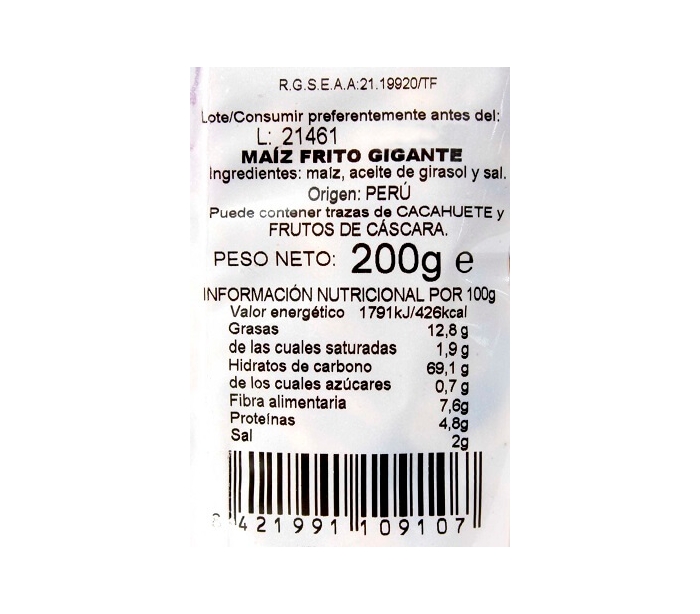 R.G.S.E.A.A:21.19920/TF
Lote/Consumir preferentemente antes del:
L: 21461
MAÍZ FRITO GIGANTE
Ingredientes: maíz, aceite de girasol y sal.
Origen: PERÚ
Puede contener trazas de CACAHUETE y
FRUTOS DE CÁSCARA.
PESO NETO: 200g e
INFORMACIÓN NUTRICIONAL POR 100g
Valor energético 1791kJ/426kcal
Grasas 12,8 g
de las cuales saturadas 1,9 g
Hidratos de carbono 69,1 g
de los cuales azúcares 0,7 g
Fibra alimentaria 7,6g
Proteínas 4,8g
Sal 2g
8 421991 109107